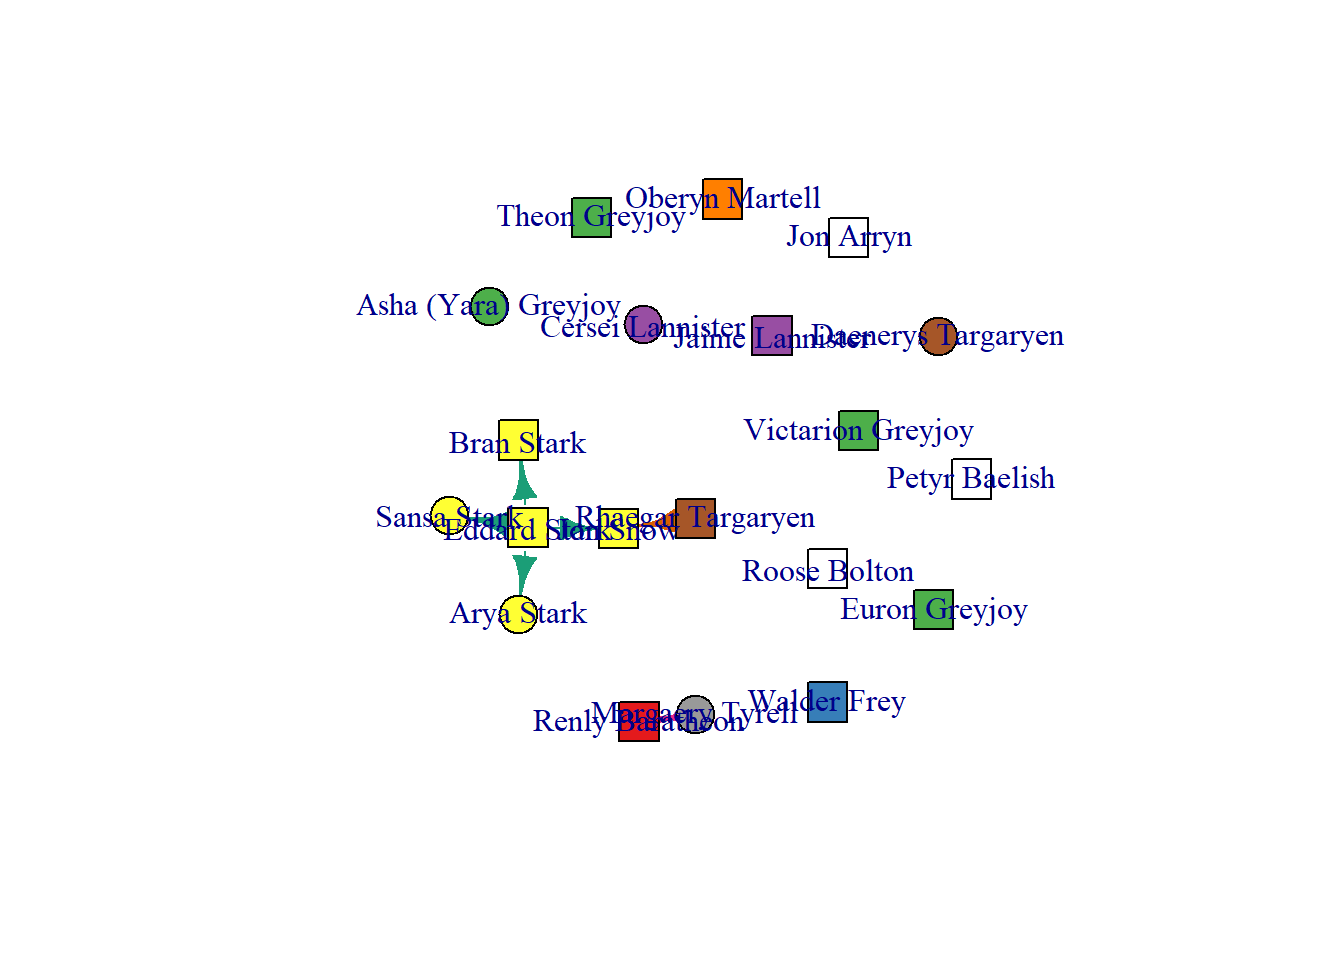 Oberyn Martell
Theon Greyjoy
Jon Arryn
Asha (Yara) Greyjoy
Cersei Lannister
Jaime Lannister
Daenerys Targaryen
Victarion Greyjoy
Bran Stark
Petyr Baelish
Sansa Stark
Eddard Stark
Jon Snow
Rhaegar Targaryen
Roose Bolton
Euron Greyjoy
Arya Stark
Walder Frey
Margaery Tyrell
Renly Baratheon